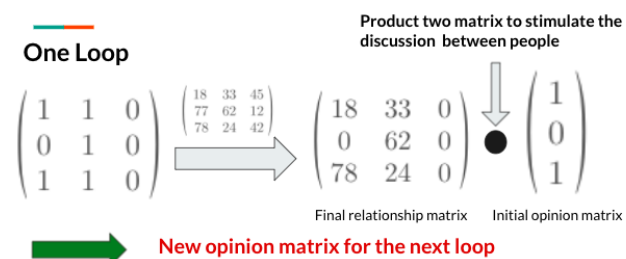 Product two matrix to stimulate the
discussion between people
One Loop
18 33 45
77 62 12
78 24 42
1 1 0
0 1 0
1 1 0
18 33 0
0 62 0
78 24 0
1
0
1
Final relationship matrix
Initial opinion matrix
New opinion matrix for the next loop